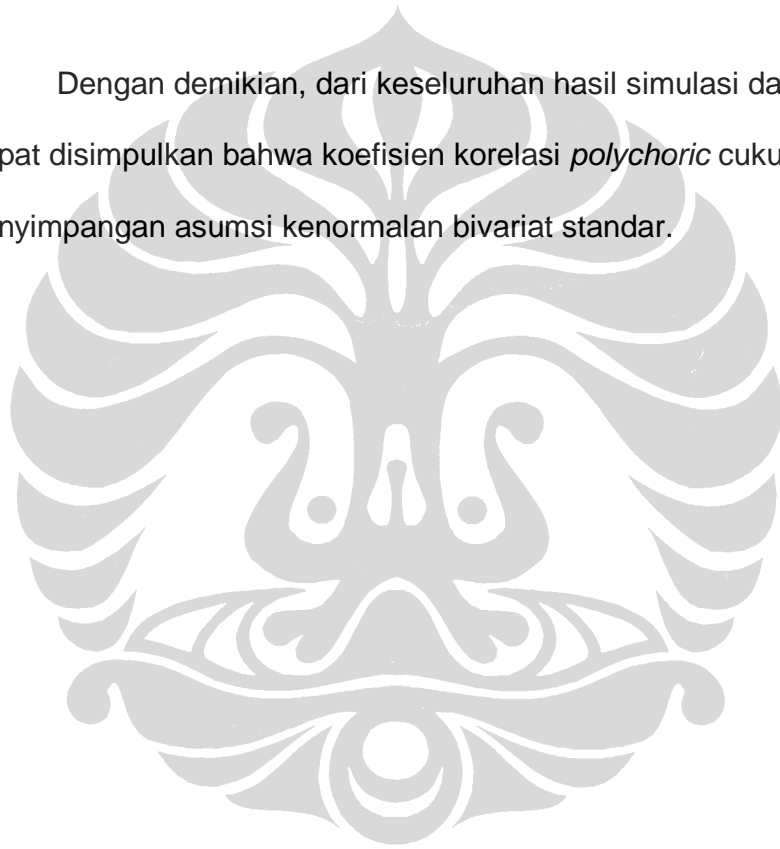 Dengan demikian, dari keseluruhan hasil simulasi da
pat disimpulkan bahwa koefisien korelasi polychoric cuku
nyimpangan asumsi kenormalan bivariat standar.